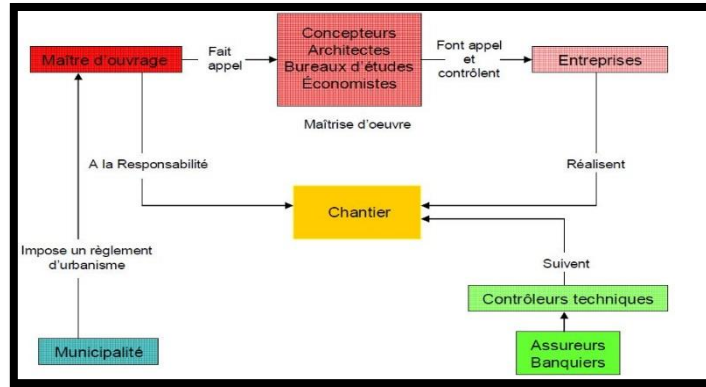 Maître d'ouvrage
Fait
appel
Concepteurs
Architectes
Bureaux d'études
Économistes
Maîtrise d'oeuvre
Font appel
et
contrôlent
Entreprises
A la Responsabilité
Réalisent
Chantier
Impose un règlement
d'urbanisme
Suivent
Contrôleurs techniques
Municipalité
Assureurs
Banquiers